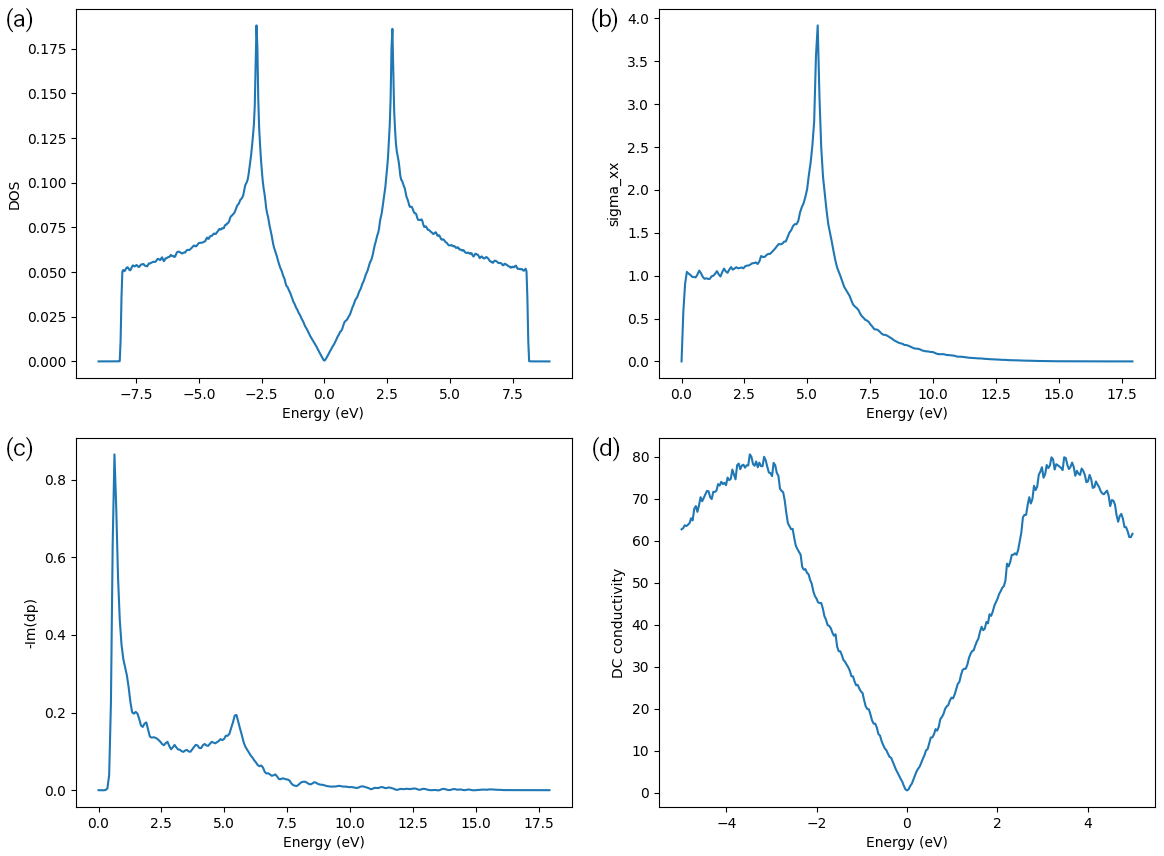 (a)
DOS
0.175
0.150
0.125
0.100
0.075
0.050
0.025
0.000
−7.5 −5.0 −2.5 0.0 2.5 5.0 7.5
Energy (eV)
(b)
sigma_xx
4.0
3.5
3.0
2.5
2.0
1.5
1.0
0.5
0.0
0.0 2.5 5.0 7.5 10.0 12.5 15.0 17.5
Energy (eV)
(c)
-Im(dp)
0.8
0.6
0.4
0.2
0.0
0.0 2.5 5.0 7.5 10.0 12.5 15.0 17.5
Energy (eV)
(d)
DC conductivity
80
70
60
50
40
30
20
10
0
−4 −2 0 2 4
Energy (eV)